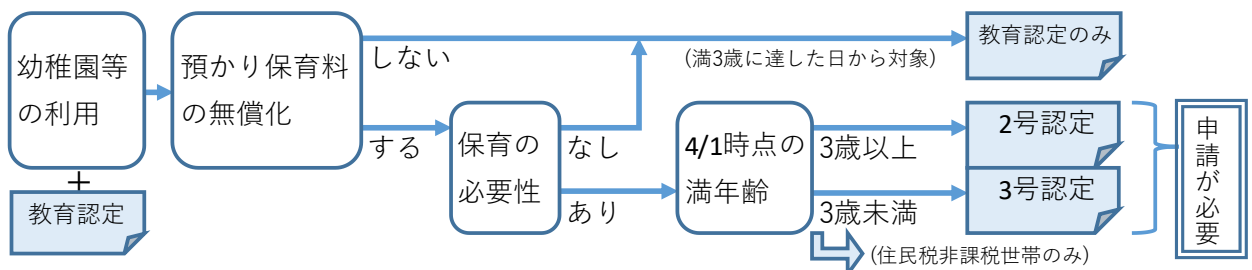 幼稚園等
の利用
+
教育認定
預かり保育料
の無償化
しない
する
保育の
必要性
なし
あり
(満3歳に達した日から対象)
4/1時点の
満年齢
3歳以上
3歳未満
(住民税非課税世帯のみ)
教育認定のみ
2号認定
3号認定
申請が必要